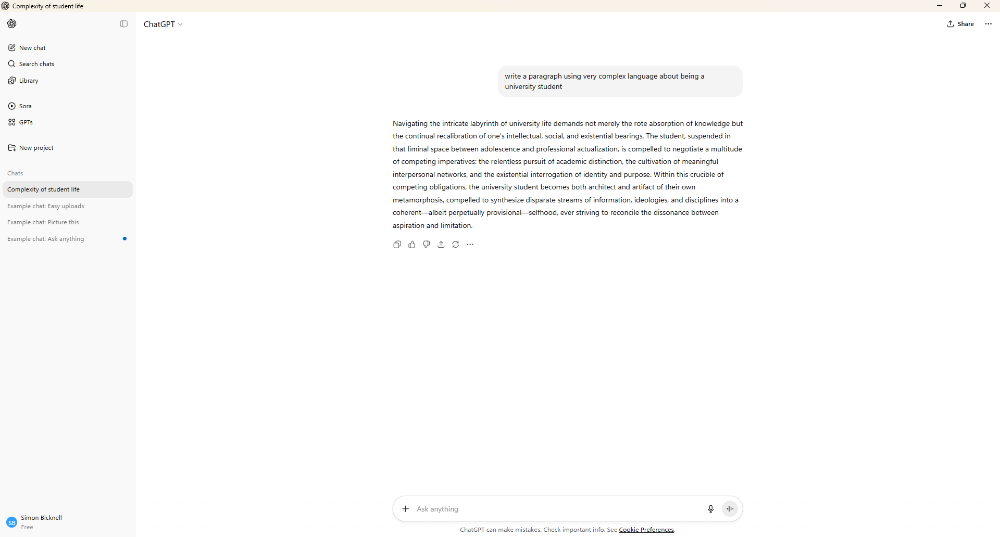 Complexity of student life
ChatGPT
Share
New chat
Search chats
Library
Sora
GPTs
New project
Chats
Complexity of student life
Example chat: Easy uploads
Example chat: Picture this
Example chat: Ask anything
write a paragraph using very complex language about being a
university student
Navigating the intricate labyrinth of university life demands not merely the rote absorption of knowledge but
the continual recalibration of one’s intellectual, social, and existential bearings. The student, suspended in
that liminal space between adolescence and professional actualization, is compelled to negotiate a multitude
of competing imperatives: the relentless pursuit of academic distinction, the cultivation of meaningful
interpersonal networks, and the existential interrogation of identity and purpose. Within this crucible of
competing obligations, the university student becomes both architect and artifact of their own
metamorphosis, compelled to synthesize disparate streams of information, ideologies, and disciplines into a
coherent—albeit perpetually provisional—selfhood, ever striving to reconcile the dissonance between
aspiration and limitation.
Ask anything
ChatGPT can make mistakes. Check important info. See Cookie Preferences.
SB
Simon Bicknell
Free